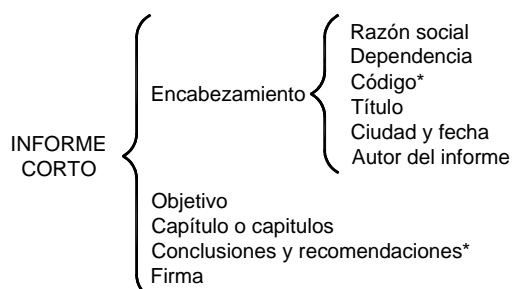 INFORME
CORTO
Encabezamiento
Razón social
Dependencia
Código*
Título
Ciudad y fecha
Autor del informe
Objetivo
Capítulo o capitulos
Conclusiones y recomendaciones*
Firma